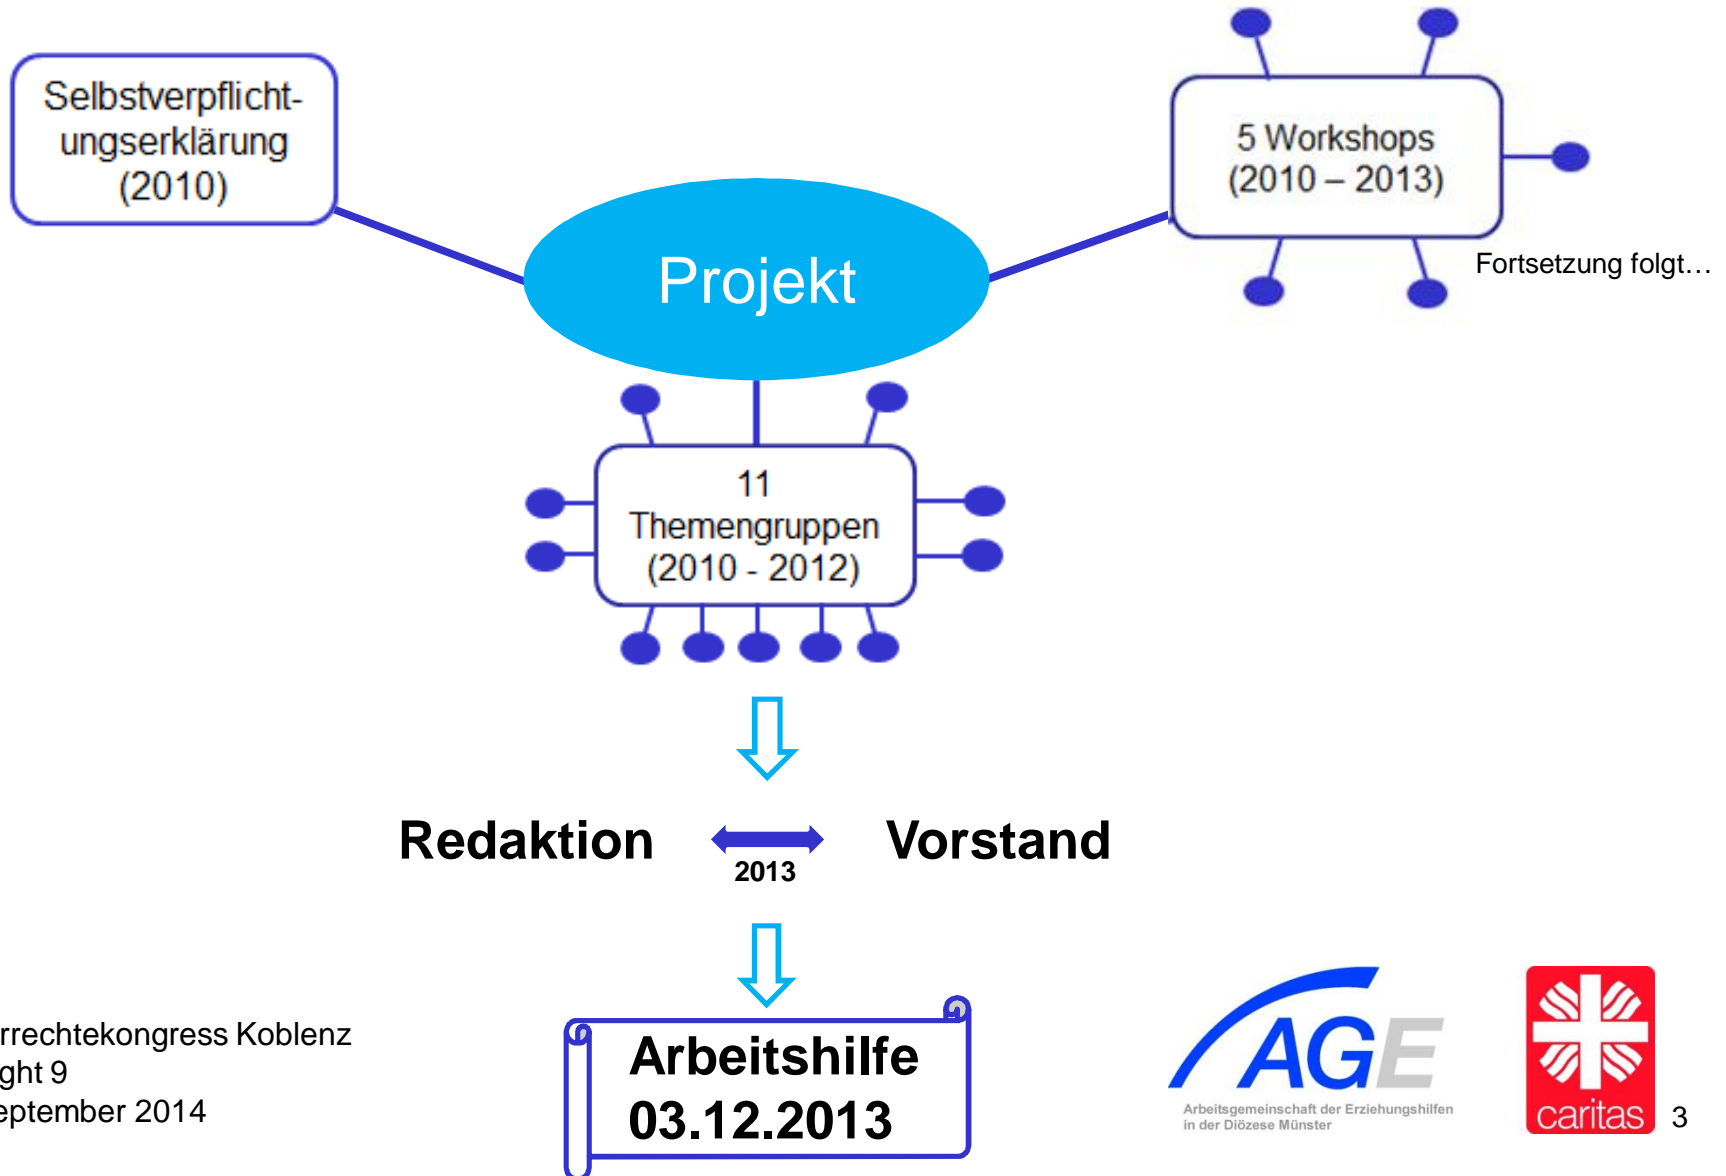 Selbstverpflicht-
ungserklärung
(2010)
5 Workshops
(2010 – 2013)
Fortsetzung folgt…
Projekt
11
Themengruppen
(2010 - 2012)
Redaktion
2013
Vorstand
Arbeitshilfe
03.12.2013
rrechtekongress Koblenz
ght 9
eptember 2014
AGE
Arbeitsgemeinschaft der Erziehungshilfen
in der Diözese Münster
caritas
3